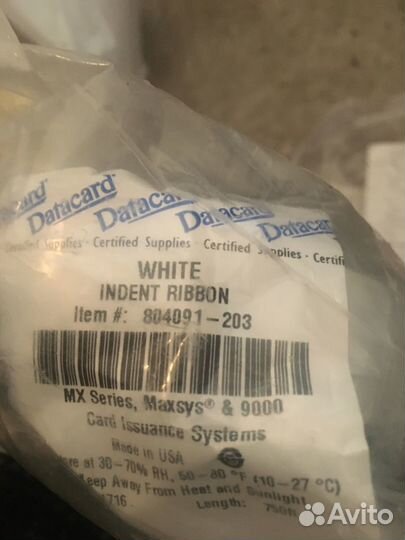 Datacard Datacard Datacard Datacard Datacard
Certified Supplies · Certified Supplies · Certified Supplies
WHITE
INDENT RIBBON
Item #: 804091-203
MX Series, Maxsys® & 9000
Card Issuance Systems
Made in USA
at 30-70% RH, 50-80 °F (10-27 °C)
Keep Away From Heat and Sunlight
Length:
Avito